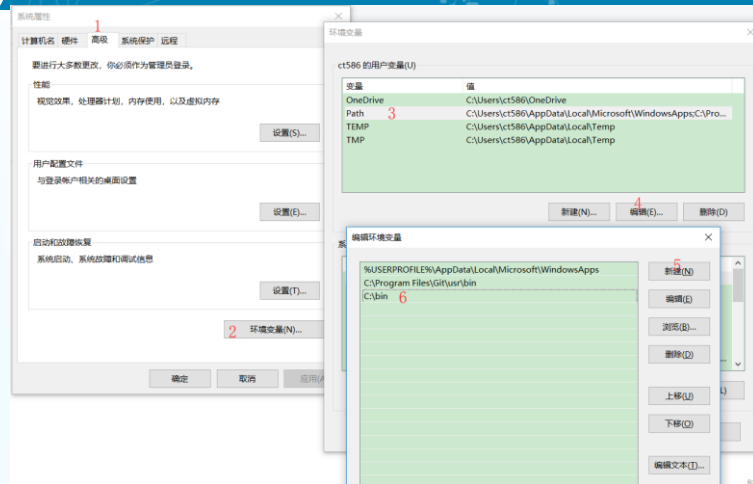 系统属性
1
计算机名 硬件 高级 系统保护 远程
要进行大多数更改，你必须作为管理员登录。
性能
视觉效果，处理器计划，内存使用，以及虚拟内存
设置(S)...
用户配置文件
与登录帐户相关的桌面设置
设置(E)...
启动和故障恢复
系统启动、系统故障和调试信息
设置(T)...
2 环境变量(N)...
确定 取消 应用(A
环境变量
ct586 的用户变量(U)
变量 值
OneDrive C:\Users\ct586\OneDrive
Path 3 C:\Users\ct586\AppData\Local\Microsoft\WindowsApps;C:\Pro...
TEMP C:\Users\ct586\AppData\Local\Temp
TMP C:\Users\ct586\AppData\Local\Temp
4
新建(N)... 编辑(E)... 删除(D)
系
编辑环境变量
5
%USERPROFILE%\AppData\Local\Microsoft\WindowsApps
C:\Program Files\Git\usr\bin
C:\bin 6
新建(N)
编辑(E)
浏览(B)...
删除(D)
上移(U)
下移(O)
编辑文本(T)...
L)